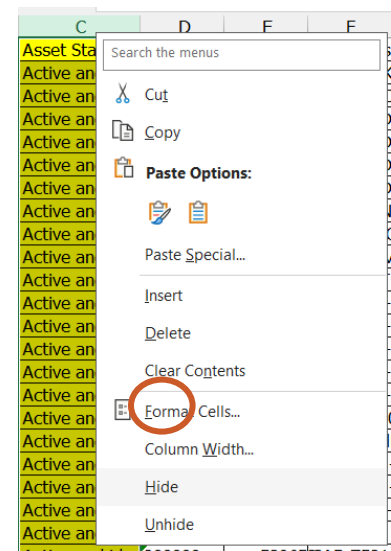 C D E F
Asset Sta
Search the menus
Active an
Active an
Cut
Active an
Active an
Copy
Active an
Paste Options:
Active an
Active an
Active an
Paste Special...
Active an
Active an
Insert
Active an
Delete
Active an
Clear Contents
Active an
Active an
Format Cells...
Active an
Active an
Column Width...
Active an
Hide
Active an
Active an
Unhide
Active an